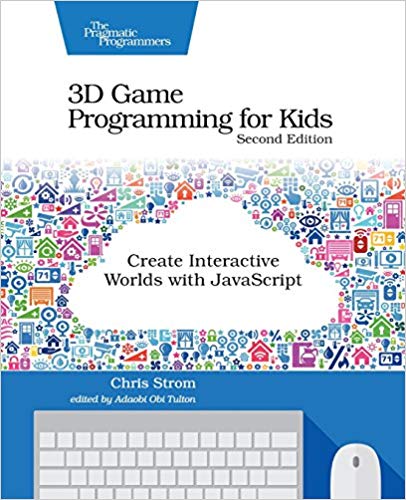 The
Pragmatic
Programmers
3D Game
Programming for Kids
Second Edition
Create Interactive
Worlds with JavaScript
Chris Strom
edited by Adaobi Obi Tulton